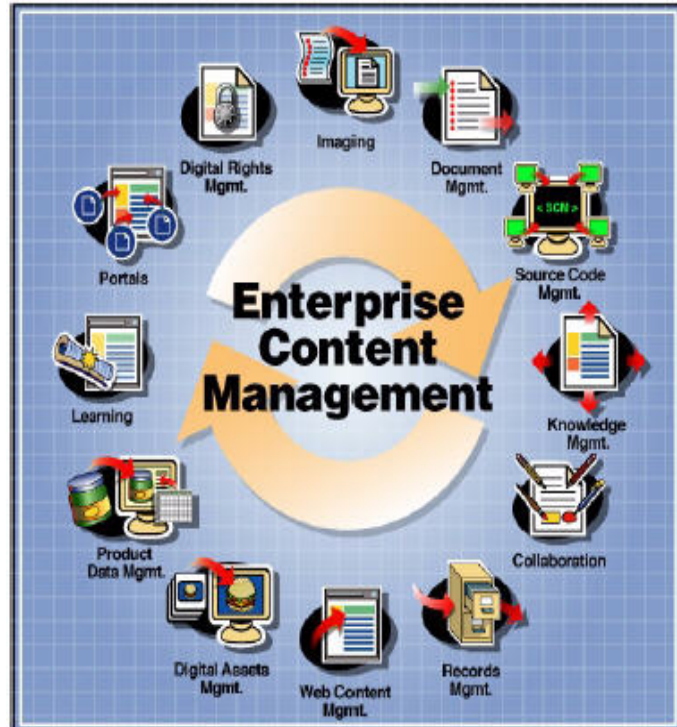 Imaging
Document
Mgmt.
< SCM >
Source Code
Mgmt.
Knowledge
Mgmt.
Collaboration
Records
Mgmt.
Web Content
Mgmt.
Digital Assets
Mgmt.
Product
Data Mgmt.
Learning
Portals
Digital Rights
Mgmt.
Enterprise
Content
Management